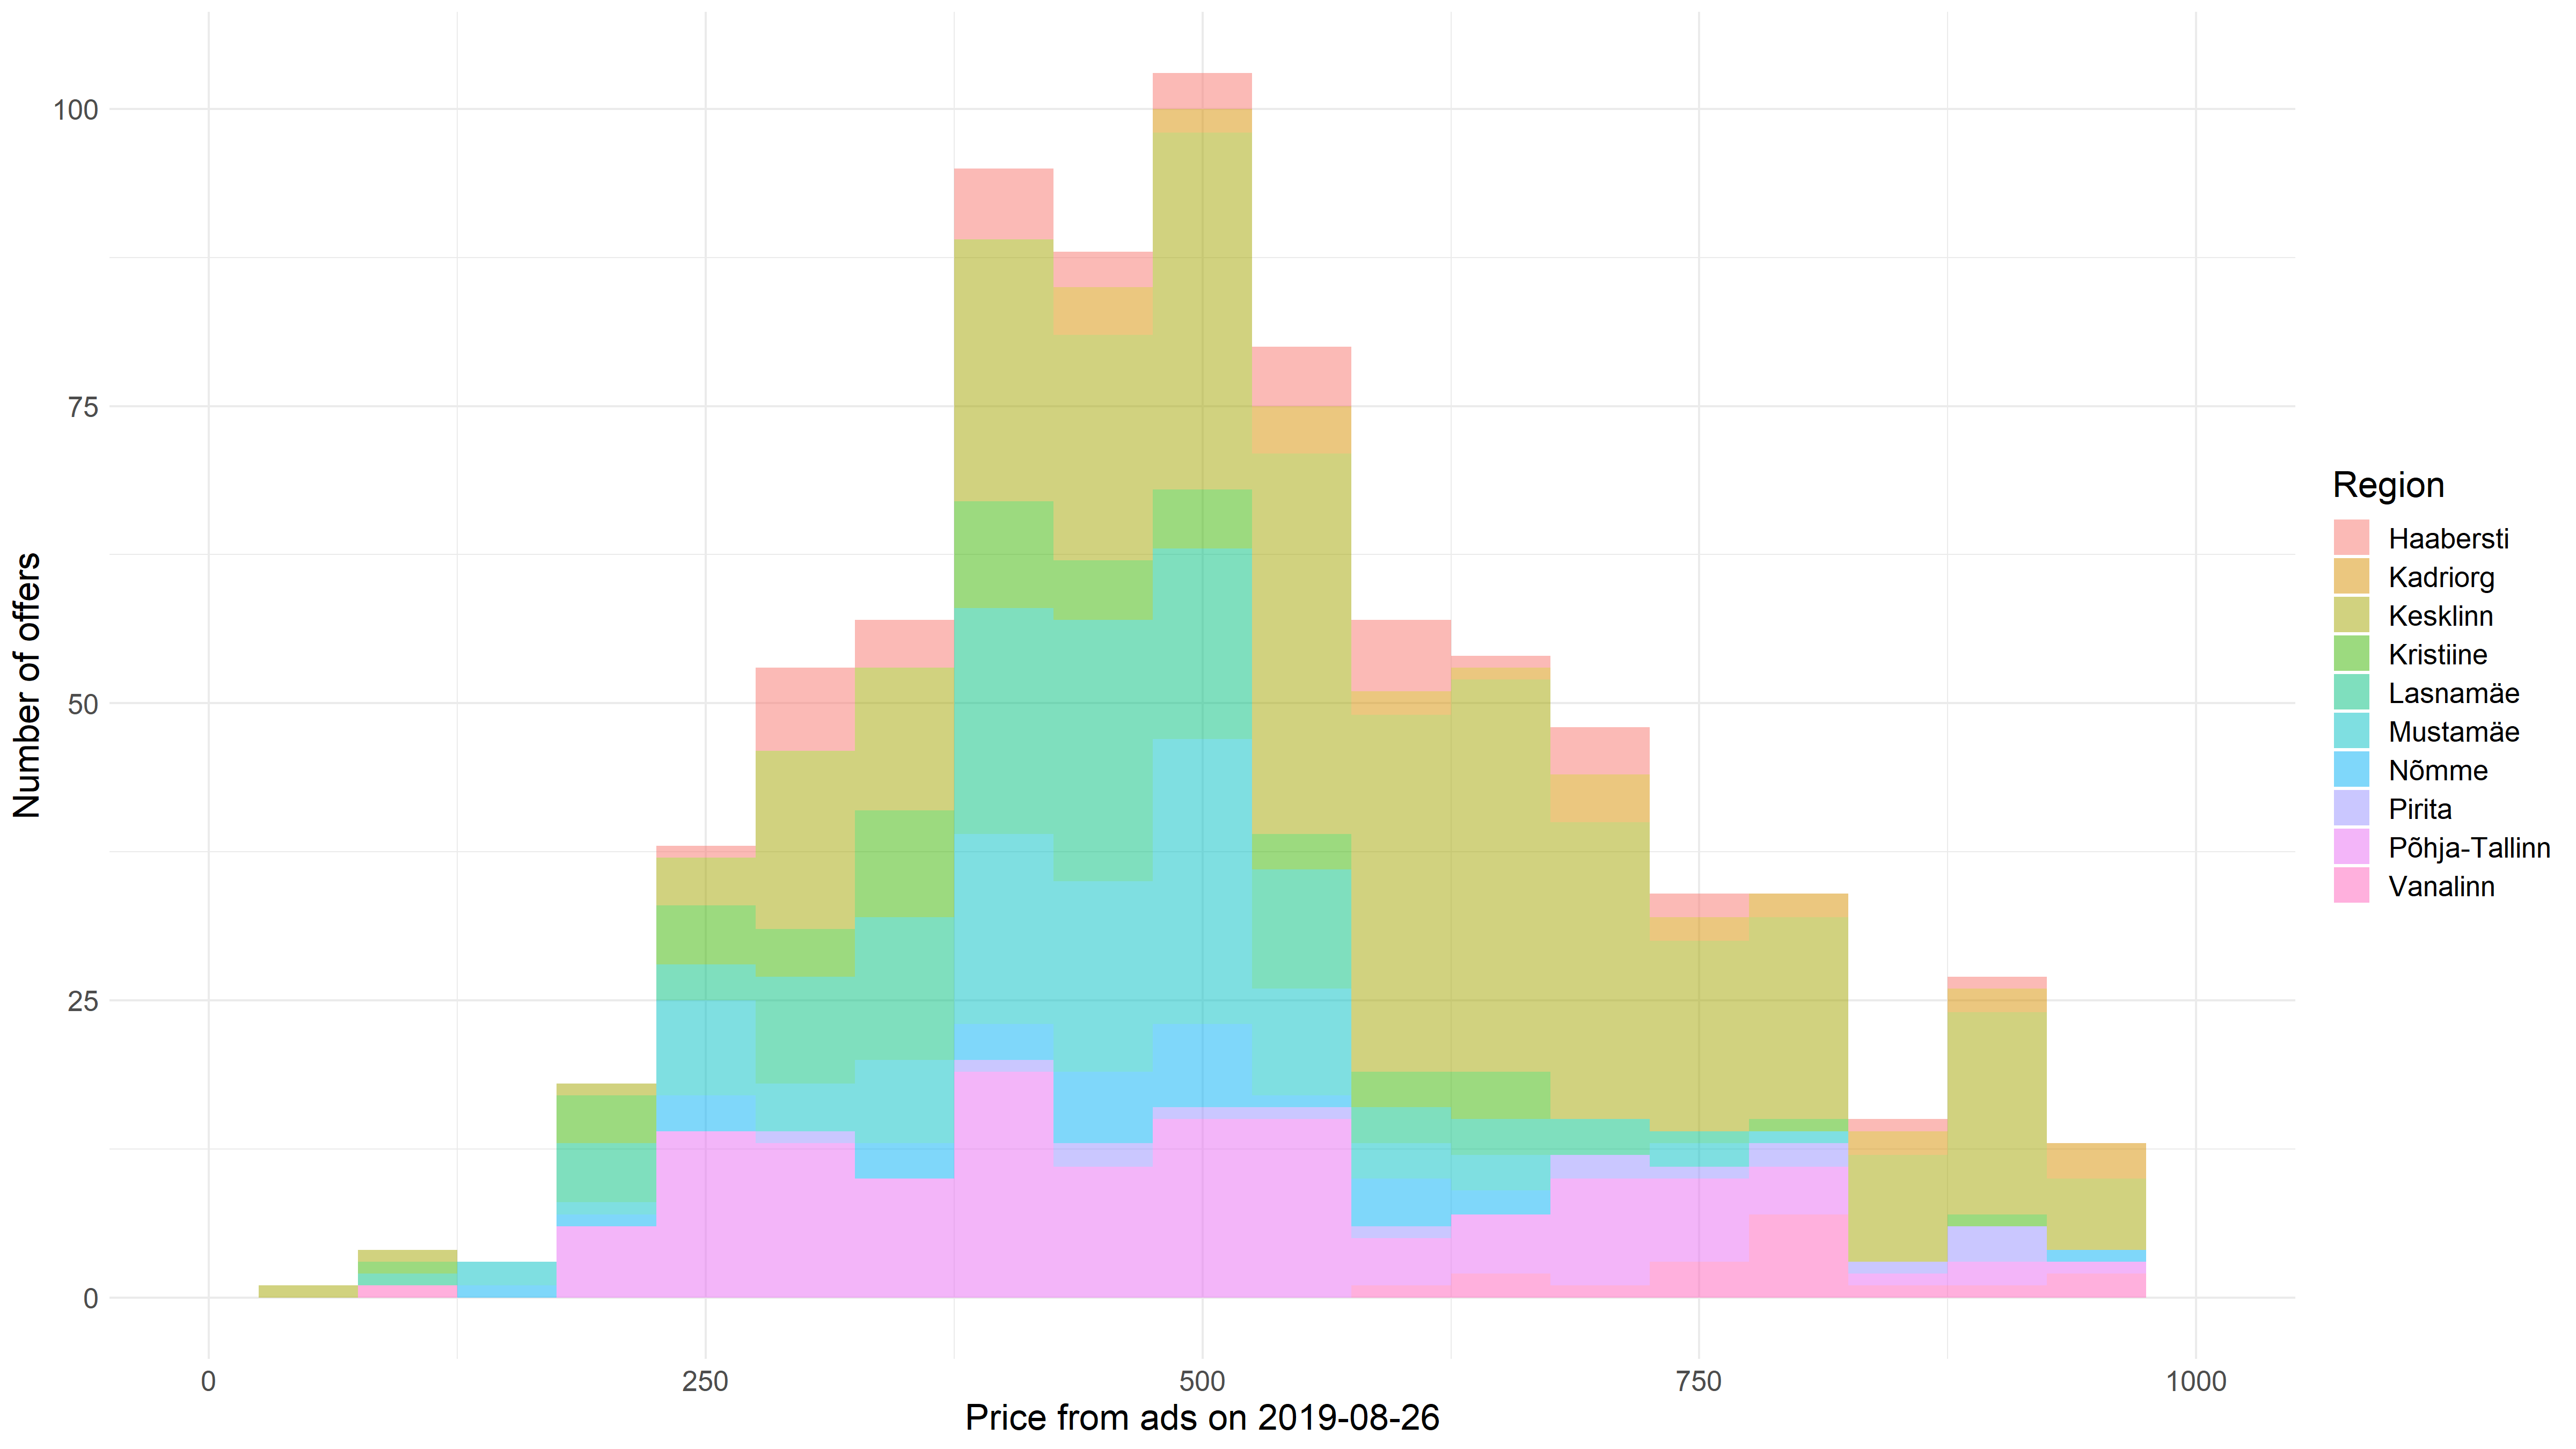 100
75
50
25
0
Number of offers
0 250 500 750 1000
Price from ads on 2019-08-26
Region
Haabersti
Kadriorg
Kesklinn
Kristiine
Lasnamäe
Mustamäe
Nõmme
Pirita
Põhja-Tallinn
Vanalinn